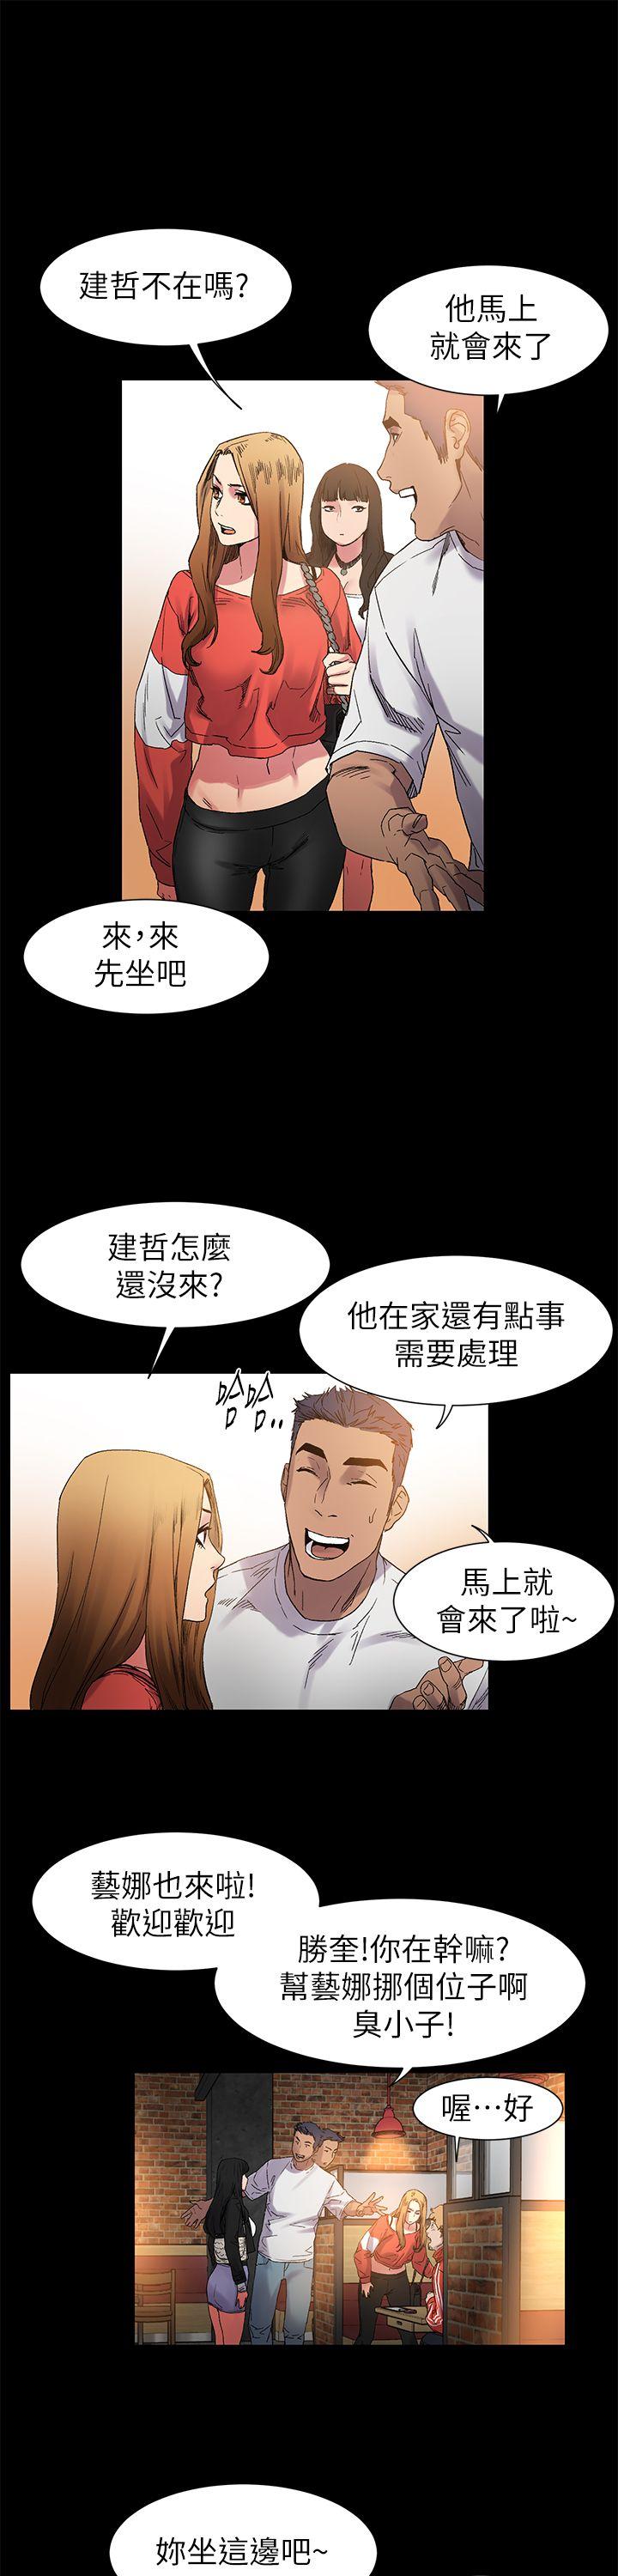 建哲不在嗎?
他馬上
就會來了
來，來
先坐吧
建哲怎麼
還沒來?
他在家還有點事
需要處理
哈哈..
馬上就
會來了啦~
藝娜也來啦!
歡迎歡迎
勝奎!你在幹嘛?
幫藝娜挪個位子啊
臭小子!
喔…好
妳坐這邊吧~